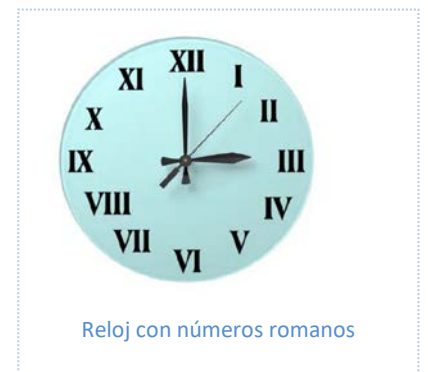 XII
XI
I
X
II
IX
III
VIII
IV
VII
V
VI
Reloj con números romanos